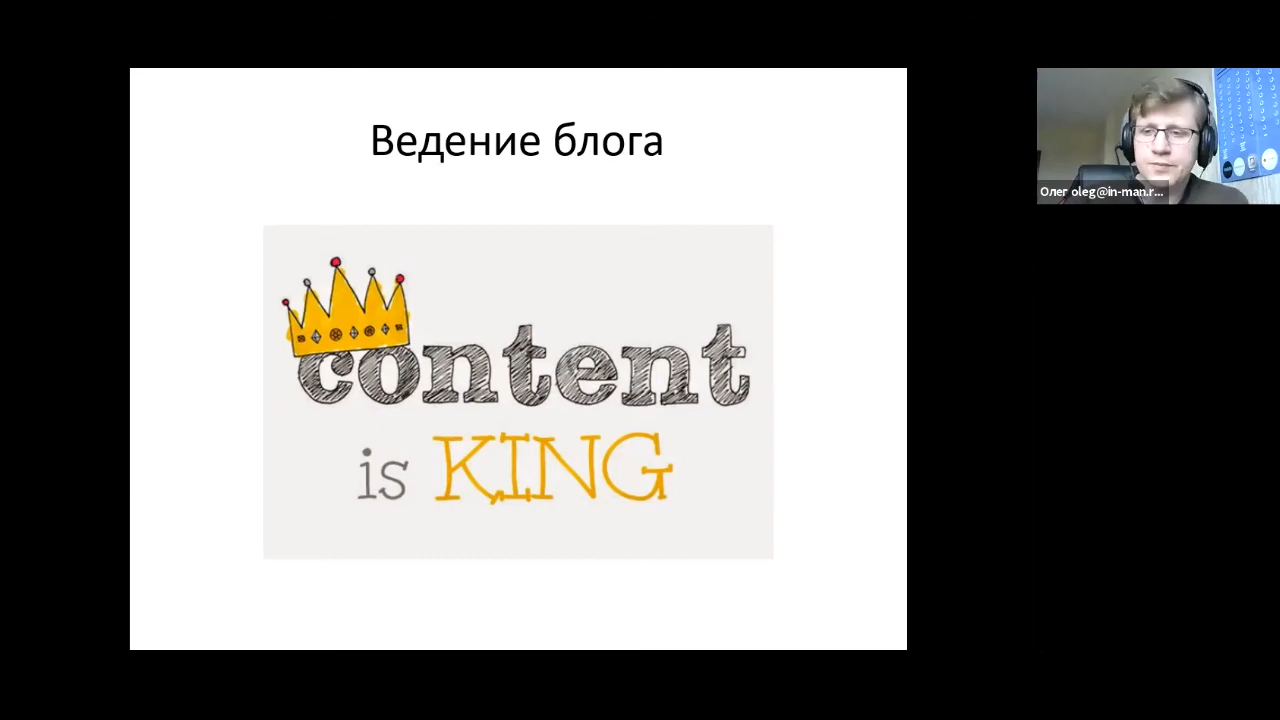 Ведение блога
content
is KING
Олег oleg@in-man.r...